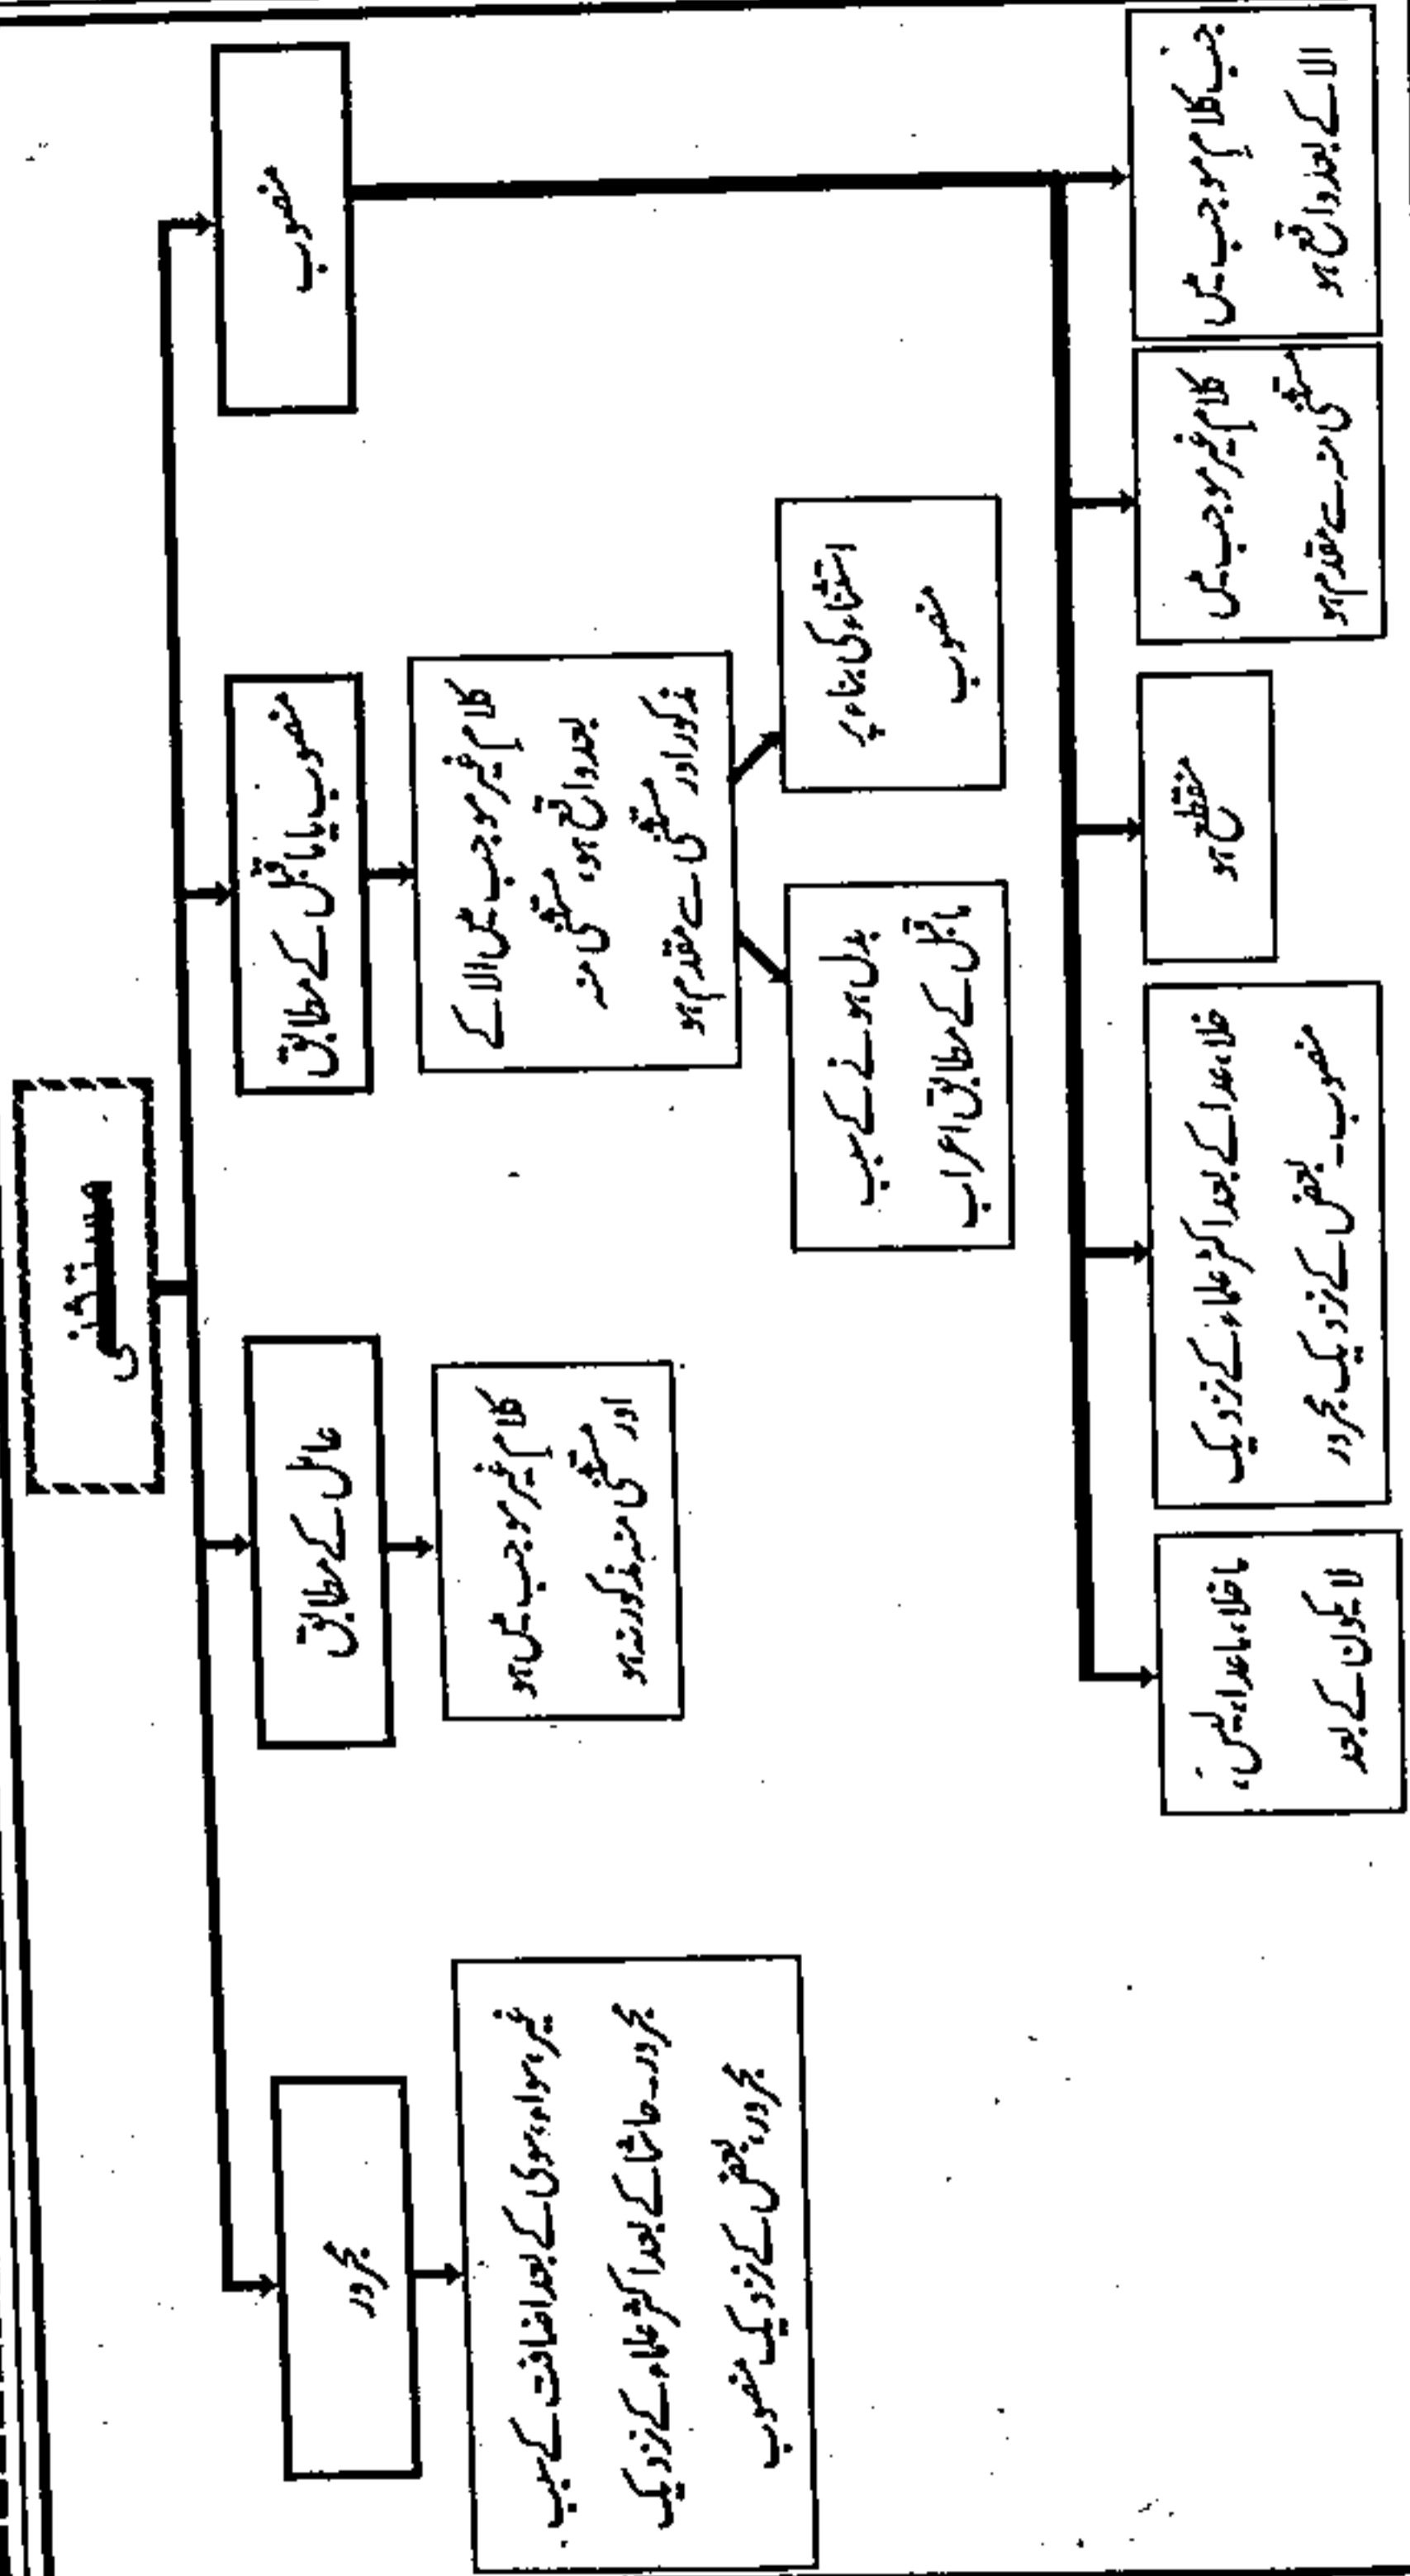 مستثنٰی
منصوب
منصوب یا ماقبل کے مطابق
عامل کے مطابق
مجرور
کلام غیر موجب میں الا کے
بعد واقع ہو، مستثنیٰ منہ
مذکور اور مستثنیٰ سے مقدم ہو
کلام غیر موجب میں ہو
اور مستثنیٰ منہ مذکور نہ ہو
غیر، سواء، سویٰ کے بعد اضافت کے سبب
مجرور۔ حاشا کے بعد اکثر علماء کے نزدیک
مجرور، بعض کے نزدیک منصوب
استثناء کی بناء پر
منصوب
بدل ہونے کے سبب
ماقبل کے مطابق اعراب
جب کلام موجب میں
الا کے بعد واقع ہو
کلام غیر موجب میں
مستثنیٰ منہ سے مقدم ہو
منقطع ہو
خلا، عدا کے بعد اکثر علماء کے نزدیک
منصوب۔ بعض کے نزدیک مجرور
ما خلا، ما عدا، لیس،
لا یکون کے بعد